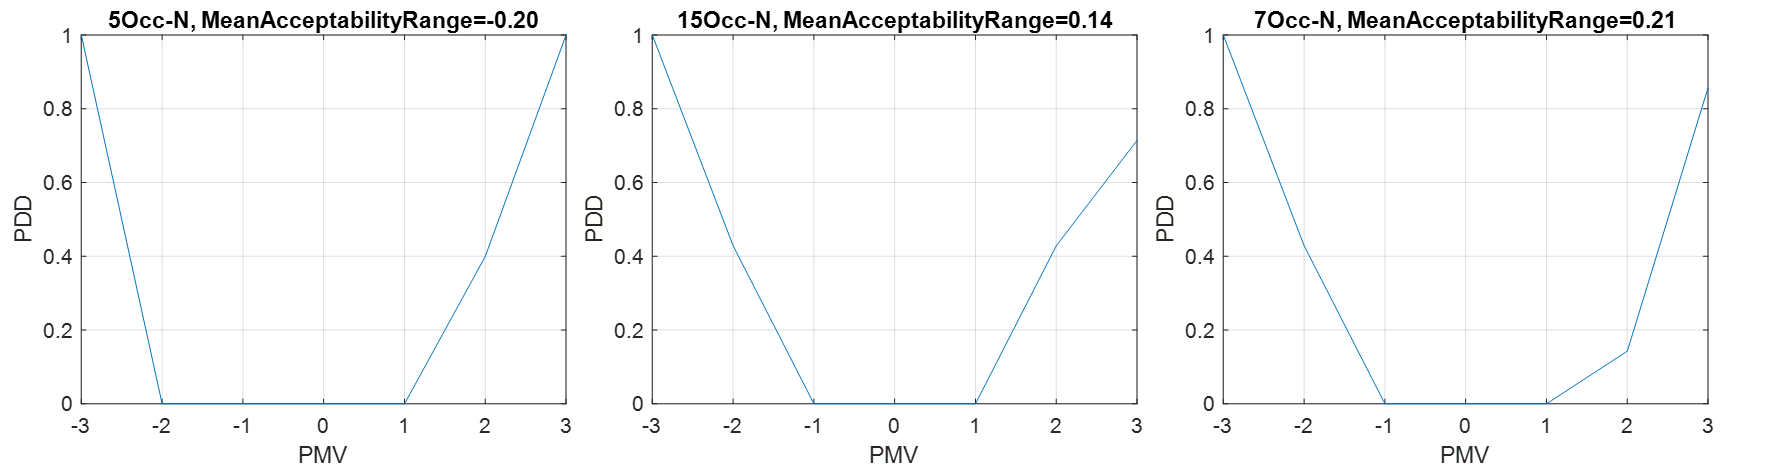 5Occ-N, MeanAcceptabilityRange=-0.20
1
0.8
0.6
0.4
0.2
0
PDD
-3 -2 -1 0 1 2 3
PMV
15Occ-N, MeanAcceptabilityRange=0.14
1
0.8
0.6
0.4
0.2
0
PDD
-3 -2 -1 0 1 2 3
PMV
7Occ-N, MeanAcceptabilityRange=0.21
1
0.8
0.6
0.4
0.2
0
PDD
-3 -2 -1 0 1 2 3
PMV